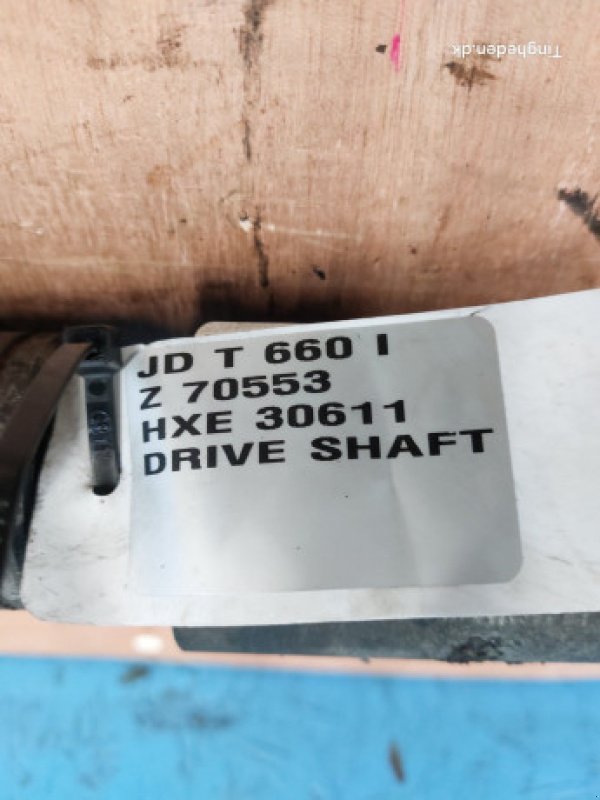 Tingheden.dk
JD T 660 I
Z 70553
HXE 30611
DRIVE SHAFT